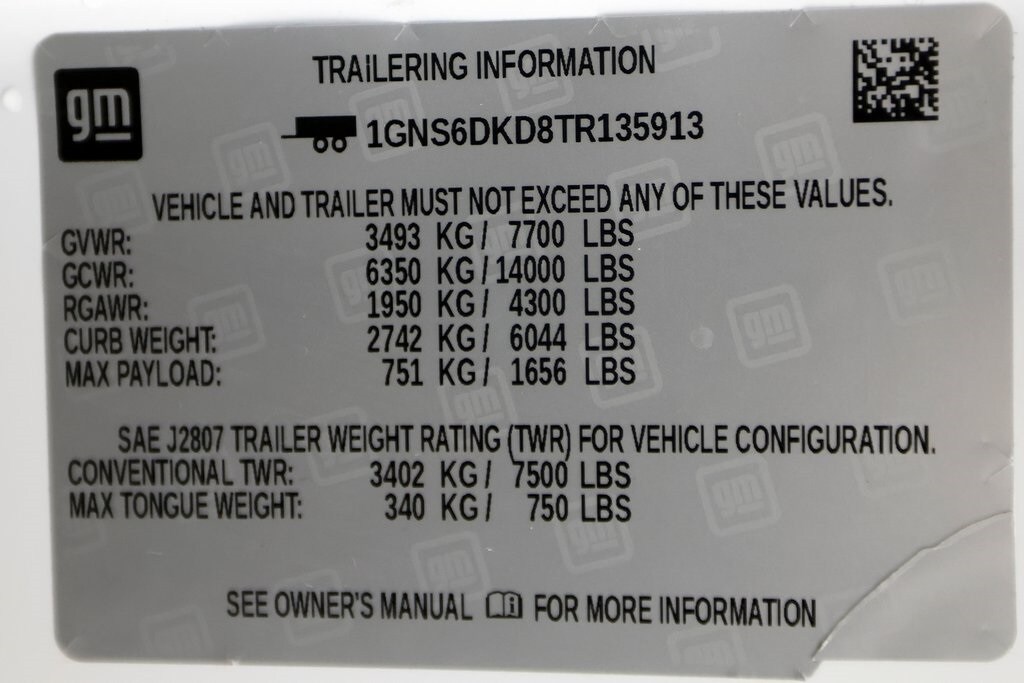 gm
TRAILERING INFORMATION
1GNS6DKD8TR135913
VEHICLE AND TRAILER MUST NOT EXCEED ANY OF THESE VALUES.
GVWR: 3493 KG / 7700 LBS
GCWR: 6350 KG / 14000 LBS
RGAWR: 1950 KG / 4300 LBS
CURB WEIGHT: 2742 KG / 6044 LBS
MAX PAYLOAD: 751 KG / 1656 LBS
SAE J2807 TRAILER WEIGHT RATING (TWR) FOR VEHICLE CONFIGURATION.
CONVENTIONAL TWR: 3402 KG / 7500 LBS
MAX TONGUE WEIGHT: 340 KG / 750 LBS
SEE OWNER'S MANUAL i FOR MORE INFORMATION